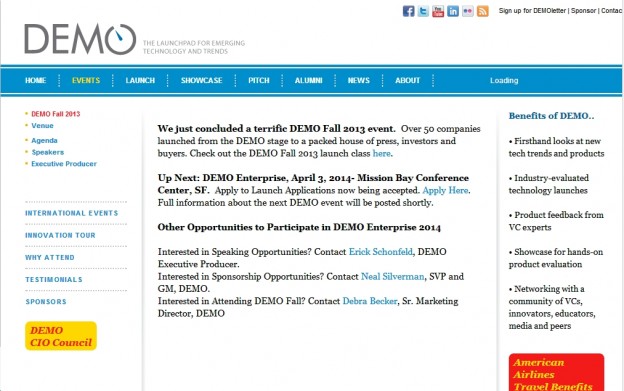 Sign up for DEMOletter | Sponsor | Contact
DEMO
THE LAUNCHPAD FOR EMERGING
TECHNOLOGY AND TRENDS
HOME
EVENTS
LAUNCH
SHOWCASE
PITCH
ALUMNI
NEWS
ABOUT
Loading
DEMO Fall 2013
Venue
Agenda
Speakers
Executive Producer
INTERNATIONAL EVENTS
INNOVATION TOUR
WHY ATTEND
TESTIMONIALS
SPONSORS
DEMO
CIO Council
We just concluded a terrific DEMO Fall 2013 event. Over 50 companies
launched from the DEMO stage to a packed house of press, investors and
buyers. Check out the DEMO Fall 2013 launch class here.
Up Next: DEMO Enterprise, April 3, 2014- Mission Bay Conference
Center, SF. Apply to Launch Applications now being accepted. Apply Here.
Full information about the next DEMO event will be posted shortly.
Other Opportunities to Participate in DEMO Enterprise 2014
Interested in Speaking Opportunities? Contact Erick Schonfeld, DEMO
Executive Producer.
Interested in Sponsorship Opportunities? Contact Neal Silverman, SVP and
GM, DEMO.
Interested in Attending DEMO Fall? Contact Debra Becker, Sr. Marketing
Director, DEMO
Benefits of DEMO..
• Firsthand looks at new
tech trends and products
• Industry-evaluated
technology launches
• Product feedback from
VC experts
• Showcase for hands-on
product evaluation
• Networking with a
community of VCs,
innovators, educators,
media and peers
American
Airlines
Travel Benefits